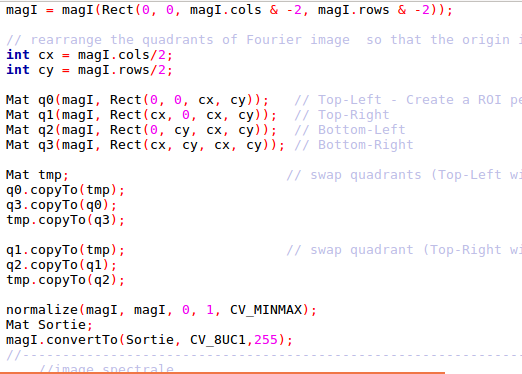 magI = magI(Rect(0, 0, magI.cols & -2, magI.rows & -2));
// rearrange the quadrants of Fourier image  so that the origin
int cx = magI.cols/2;
int cy = magI.rows/2;
Mat q0(magI, Rect(0, 0, cx, cy));   // Top-Left - Create a ROI
Mat q1(magI, Rect(cx, 0, cx, cy));  // Top-Right
Mat q2(magI, Rect(0, cy, cx, cy));  // Bottom-Left
Mat q3(magI, Rect(cx, cy, cx, cy)); // Bottom-Right
Mat tmp;                           // swap quadrants (Top-Left
q0.copyTo(tmp);
q3.copyTo(q0);
tmp.copyTo(q3);
q1.copyTo(tmp);                    // swap quadrant (Top-Right
q2.copyTo(q1);
tmp.copyTo(q2);
normalize(magI, magI, 0, 1, CV_MINMAX);
Mat Sortie;
magI.convertTo(Sortie, CV_8UC1,255);
//----------------------------------------------------------------
//image spectrale